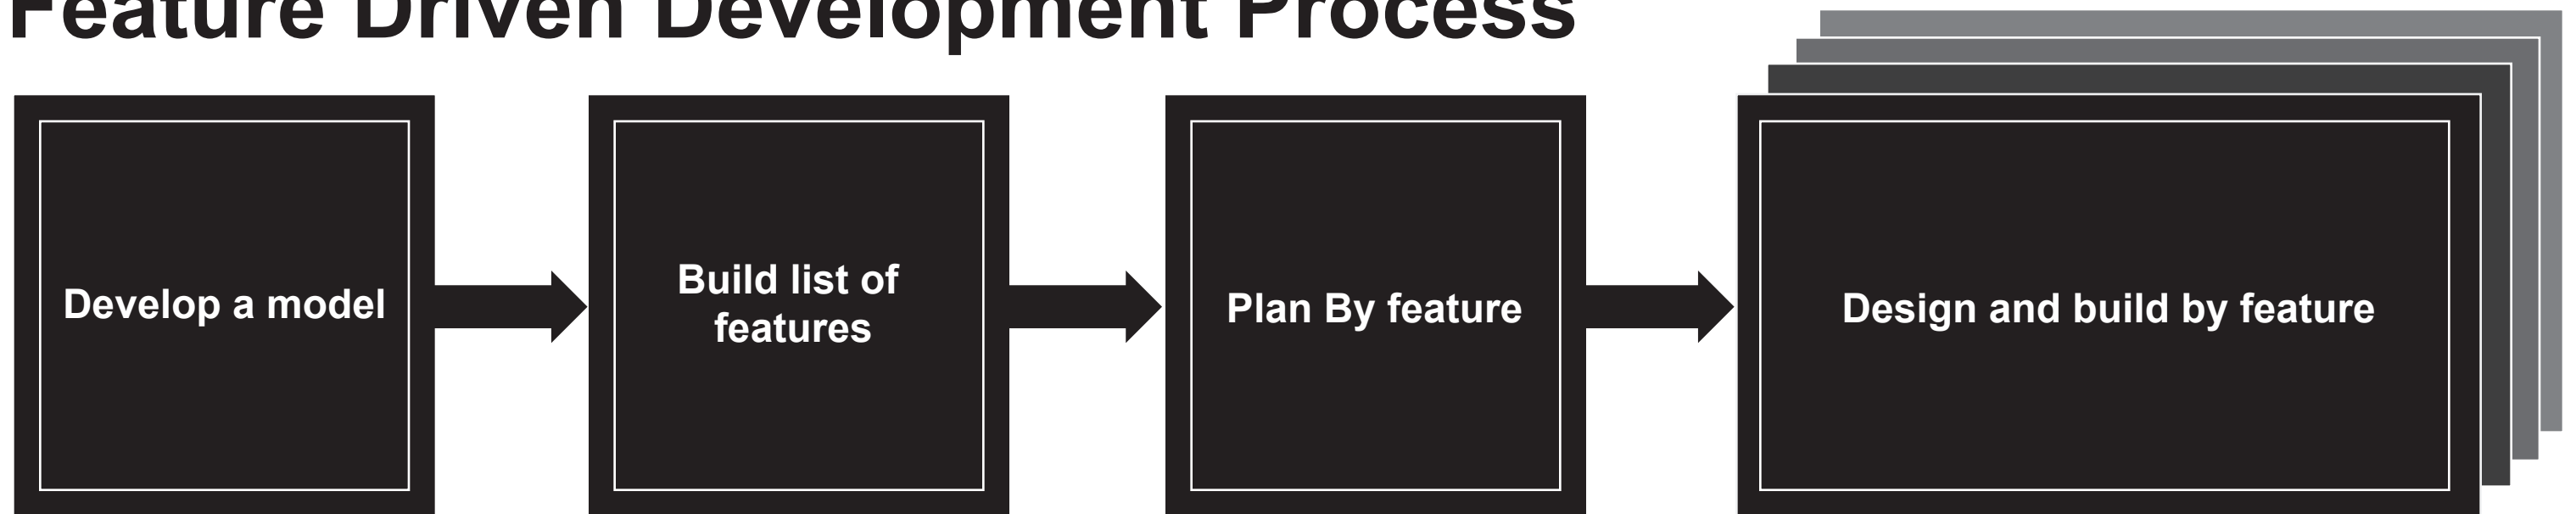 Feature Driven Development Process
Develop a model
Build list of
features
Plan By feature
Design and build by feature